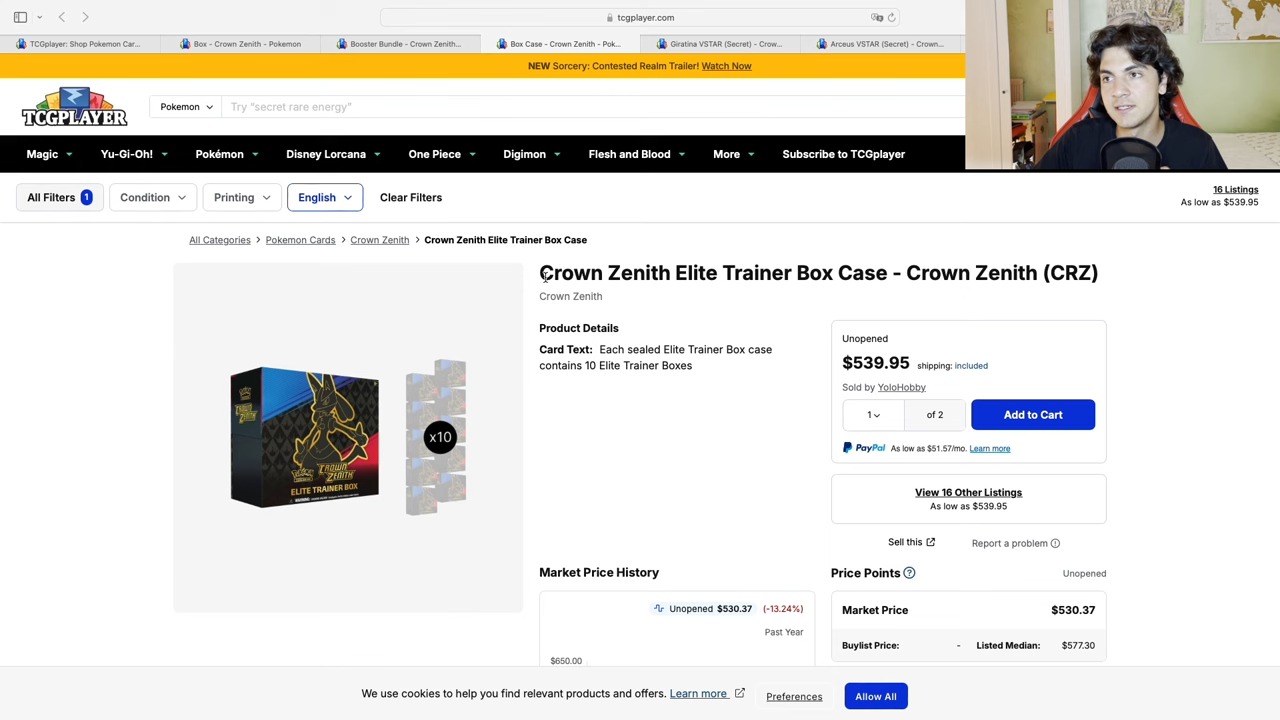 tcgplayer.com
TCGplayer: Shop Pokemon Car...
Box - Crown Zenith - Pokemon
Booster Bundle - Crown Zenith...
Box Case - Crown Zenith - Pok...
Giratina VSTAR (Secret) - Crow...
Arceus VSTAR (Secret) - Crown...
NEW Sorcery: Contested Realm Trailer! Watch Now
TCGPLAYER
Pokemon
Try “secret rare energy”
Magic
Yu-Gi-Oh!
Pokémon
Disney Lorcana
One Piece
Digimon
Flesh and Blood
More
Subscribe to TCGplayer
All Filters 1
Condition
Printing
English
Clear Filters
16 Listings
As low as $539.95
All Categories > Pokemon Cards > Crown Zenith > Crown Zenith Elite Trainer Box Case
Crown Zenith Elite Trainer Box Case - Crown Zenith (CRZ)
Crown Zenith
Product Details
Card Text: Each sealed Elite Trainer Box case
contains 10 Elite Trainer Boxes
CROWN ZENITH
ELITE TRAINER BOX
x10
Unopened
$539.95 shipping: included
Sold by YoloHobby
1
of 2
Add to Cart
PayPal As low as $51.57/mo. Learn more
View 16 Other Listings
As low as $539.95
Sell this
Report a problem
Market Price History
Unopened $530.37 (-13.24%)
Past Year
$650.00
Price Points ?
Unopened
Market Price $530.37
Buylist Price: -
Listed Median: $577.30
We use cookies to help you find relevant products and offers. Learn more
Preferences
Allow All